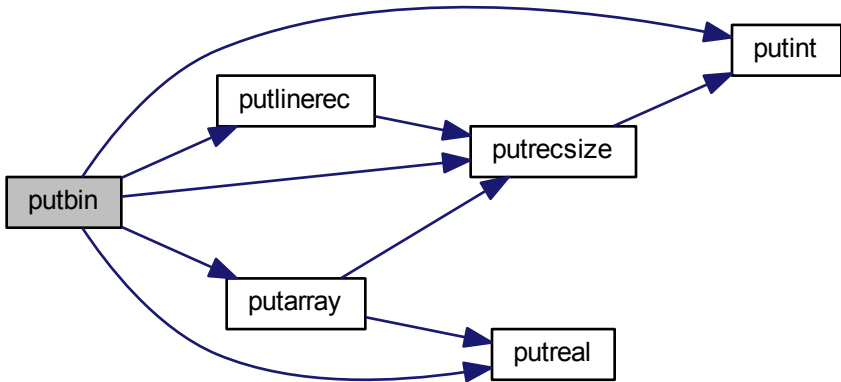 putbin
putlinerec
putarray
putrecsize
putreal
putint